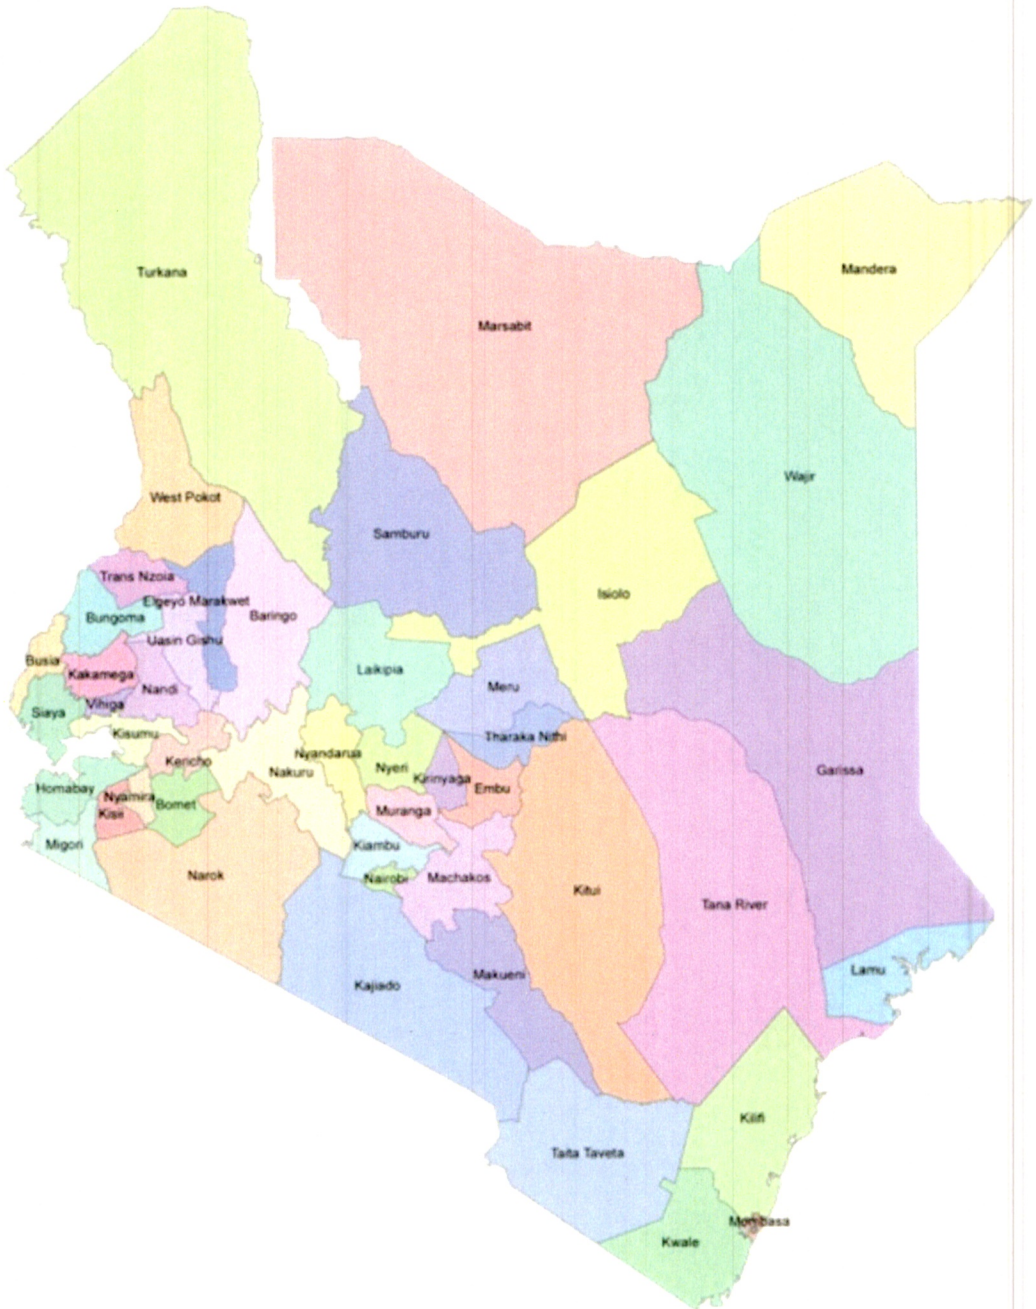 Turkana
Mandera
Marsabit
Wajir
West Pokot
Samburu
Trans Nzoia
Isiolo
Elgeyo Marakwet
Bungoma
Baringo
Uasin Gishu
Busia
Kakamega
Laikipia
Nandi
Meru
Vihiga
Siaya
Kisumu
Tharaka Nithi
Nyandarua
Kericho
Nyeri
Nakuru
Garissa
Kirinyaga
Homabay
Embu
Nyamira
Bomet
Muranga
Kisii
Migori
Kiambu
Narok
Nairobi
Machakos
Kitui
Tana River
Lamu
Makueni
Kajiado
Kilifi
Taita Taveta
Mombasa
Kwale